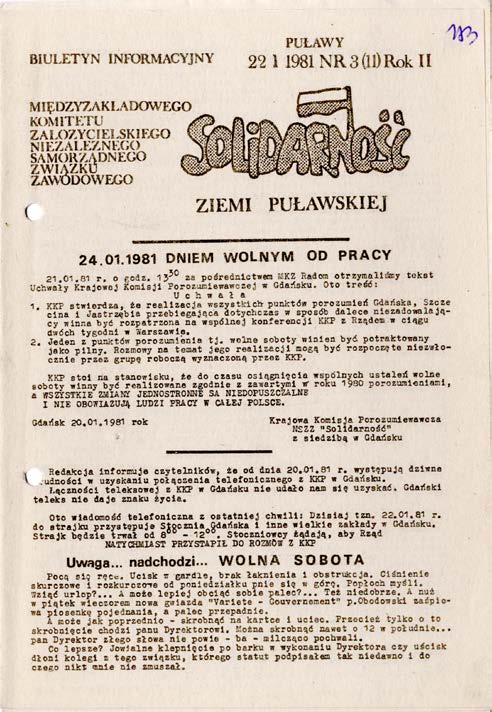 113
PUŁAWY
BIULETYN INFORMACYJNY
22 1 1981 NR 3 (11) Rok II
MIĘDZYZAKŁADOWEGO
KOMITETU
ZAŁOŻYCIELSKIEGO
NIEZALEŻNEGO
SAMORZĄDNEGO
ZWIĄZKU
ZAWODOWEGO
SOLIDARNOŚĆ
ZIEMI PUŁAWSKIEJ
24.01.1981 DNIEM WOLNYM OD PRACY
21.01.81 r. o godz. 13³⁰ za pośrednictwem MKZ Radom otrzymaliśmy tekst
Uchwały Krajowej Komisji Porozumiewawczej w Gdańsku. Oto treść:
U c h w a ł a
1. KKP stwierdza, że realizacja wszystkich punktów porozumień Gdańska, Szcze
cina i Jastrzębia przebiegająca dotychczas w sposób dalece niezadowalają-
cy winna być rozpatrzona na wspólnej konferencji KKP z Rządem w ciągu
dwóch tygodni w Warszawie.
2. Jeden z punktów porozumienia tj. wolne soboty winien być potraktowany
jako pilny. Rozmowy na temat jego realizacji mogą być rozpoczęte niezwło-
cznie przez grupę roboczą wyznaczoną przez KKP.
KKP stoi na stanowisku, że do czasu osiągnięcia wspólnych ustaleń wolne
soboty winny być realizowane zgodnie z zawartymi w roku 1980 porozumieniami,
a WSZYSTKIE ZMIANY JEDNOSTRONNE SĄ NIEDOPUSZCZALNE
I NIE OBOWIĄZUJĄ LUDZI PRACY W CAŁEJ POLSCE.
Gdańsk 20.01.1981 rok
Krajowa Komisja Porozumiewawcza
NSZZ "Solidarność"
z siedzibą w Gdańsku
Redakcja informuje czytelników, że od dnia 20.01.81 r. występują dziwne
trudności w uzyskaniu połączenia telefonicznego z KKP w Gdańsku.
Łączności teleksowej z KKP w Gdańsku nie udało nam się uzyskać. Gdański
teleks nie daje znaku życia.
Oto wiadomość telefoniczna z ostatniej chwili: Dzisiaj tzn. 22.01.81 r.
do strajku przystępuje Stocznia Gdańska i inne wielkie zakłady w Gdańsku.
Strajk będzie trwał od 8⁰⁰ - 12⁰⁰. Stoczniowcy żądają, aby Rząd
NATYCHMIAST PRZYSTĄPIŁ DO ROZMÓW Z KKP
Uwaga... nadchodzi... WOLNA SOBOTA
Pocą się ręce. Ucisk w gardle, brak łaknienia i obstrukcja. Ciśnienie
skurczowe i rozkurczowe od poniedziałku pnie się w górę. Popłoch myśli.
Wziąć urlop?... A może lepiej obciąć sobie palec?... Też niedobrze. A nuż
w piątek wieczorem nowa gwiazda "Variete - Gouvernement" p.Obodowski zaśpie-
wa piosenkę pojednania, a palec przepadnie.
A może jak poprzednio - skrobnąć na kartce i uciec. Przecież tylko o to
skrobnięcie chodzi panu Dyrektorowi. Można skrobnąć nawet o 12 w południe...
pan Dyrektor złego słowa nie powie - ba - milcząco pochwali.
Co lepsze? Jowialne klepnięcie po barku w wykonaniu Dyrektora czy uścisk
dłoni kolegi z tego związku, którego statut podpisałem tak niedawno i do
czego nikt mnie nie zmuszał.